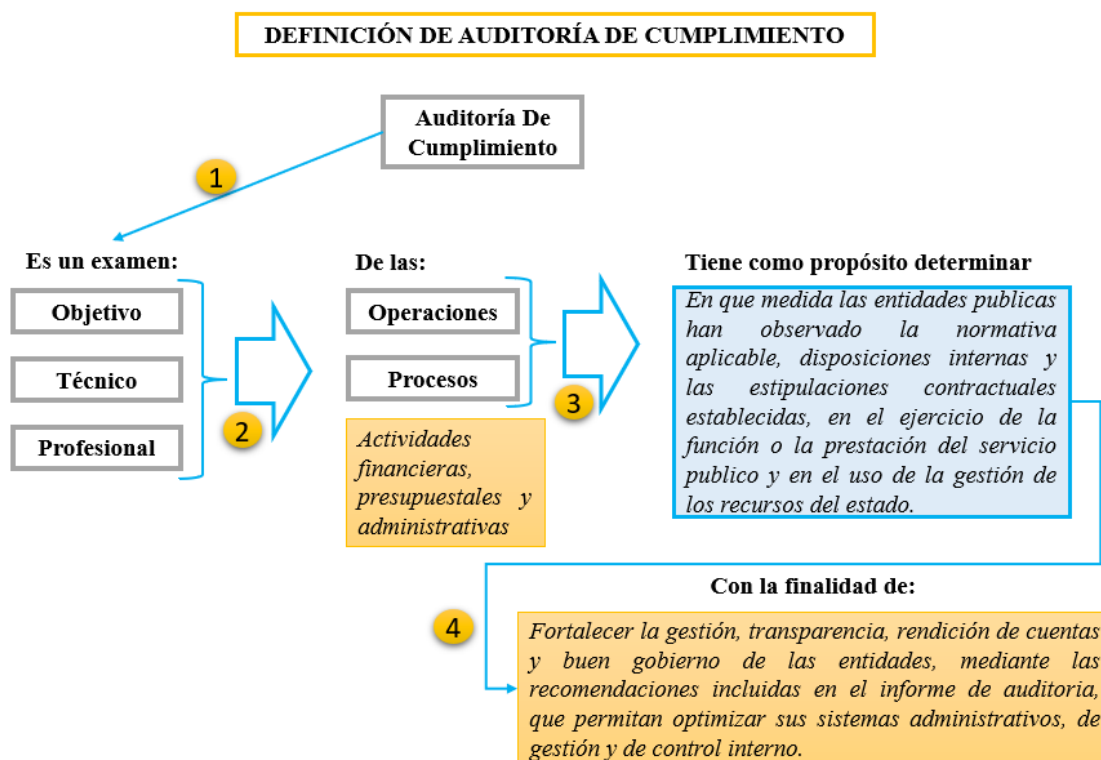 DEFINICIÓN DE AUDITORÍA DE CUMPLIMIENTO
Auditoría De
Cumplimiento
1
Es un examen:
Objetivo
Técnico
Profesional
2
De las:
Operaciones
Procesos
Actividades
financieras,
presupuestales y
administrativas
3
Tiene como propósito determinar
En que medida las entidades publicas
han observado la normativa
aplicable, disposiciones internas y
las estipulaciones contractuales
establecidas, en el ejercicio de la
función o la prestación del servicio
publico y en el uso de la gestión de
los recursos del estado.
4
Con la finalidad de:
Fortalecer la gestión, transparencia, rendición de cuentas
y buen gobierno de las entidades, mediante las
recomendaciones incluidas en el informe de auditoria,
que permitan optimizar sus sistemas administrativos, de
gestión y de control interno.